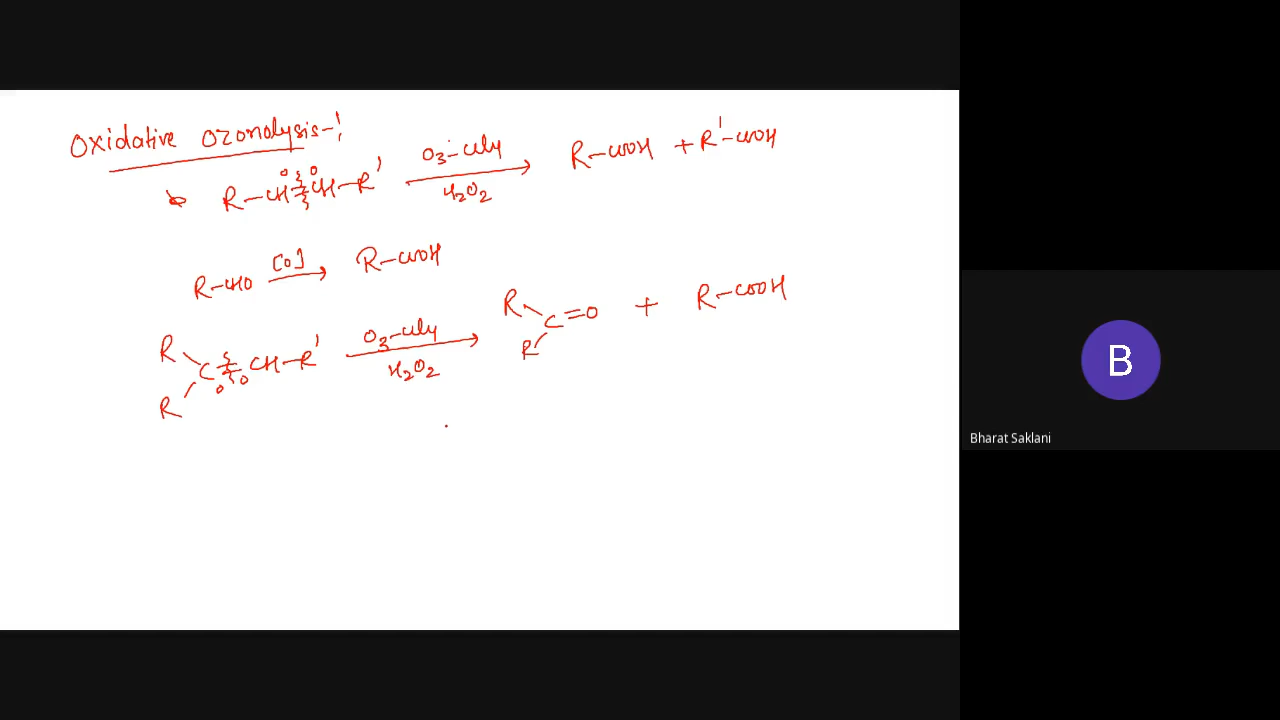 Oxidative Ozonolysis-!
R-CH=CH-R' O3-CCl4 H2O2 R-COOH + R'-COOH
R-CHO [O] R-COOH
R R C=CH-R' O3-CCl4 H2O2 R R C=O + R-COOH
B
Bharat Saklani